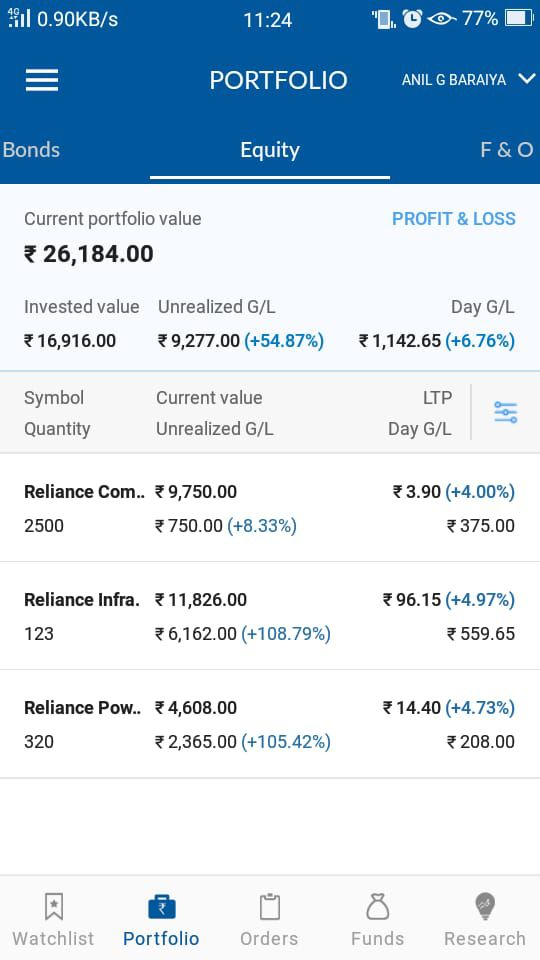 4G 0.90KB/s 11:24 77%
PORTFOLIO ANIL G BARAIYA
Bonds Equity F & O
Current portfolio value PROFIT & LOSS
₹ 26,184.00
Invested value Unrealized G/L Day G/L
₹ 16,916.00 ₹ 9,277.00 (+54.87%) ₹ 1,142.65 (+6.76%)
Symbol Current value LTP
Quantity Unrealized G/L Day G/L
Reliance Com.. ₹ 9,750.00 ₹ 3.90 (+4.00%)
2500 ₹ 750.00 (+8.33%) ₹ 375.00
Reliance Infra. ₹ 11,826.00 ₹ 96.15 (+4.97%)
123 ₹ 6,162.00 (+108.79%) ₹ 559.65
Reliance Pow.. ₹ 4,608.00 ₹ 14.40 (+4.73%)
320 ₹ 2,365.00 (+105.42%) ₹ 208.00
Watchlist Portfolio Orders Funds Research